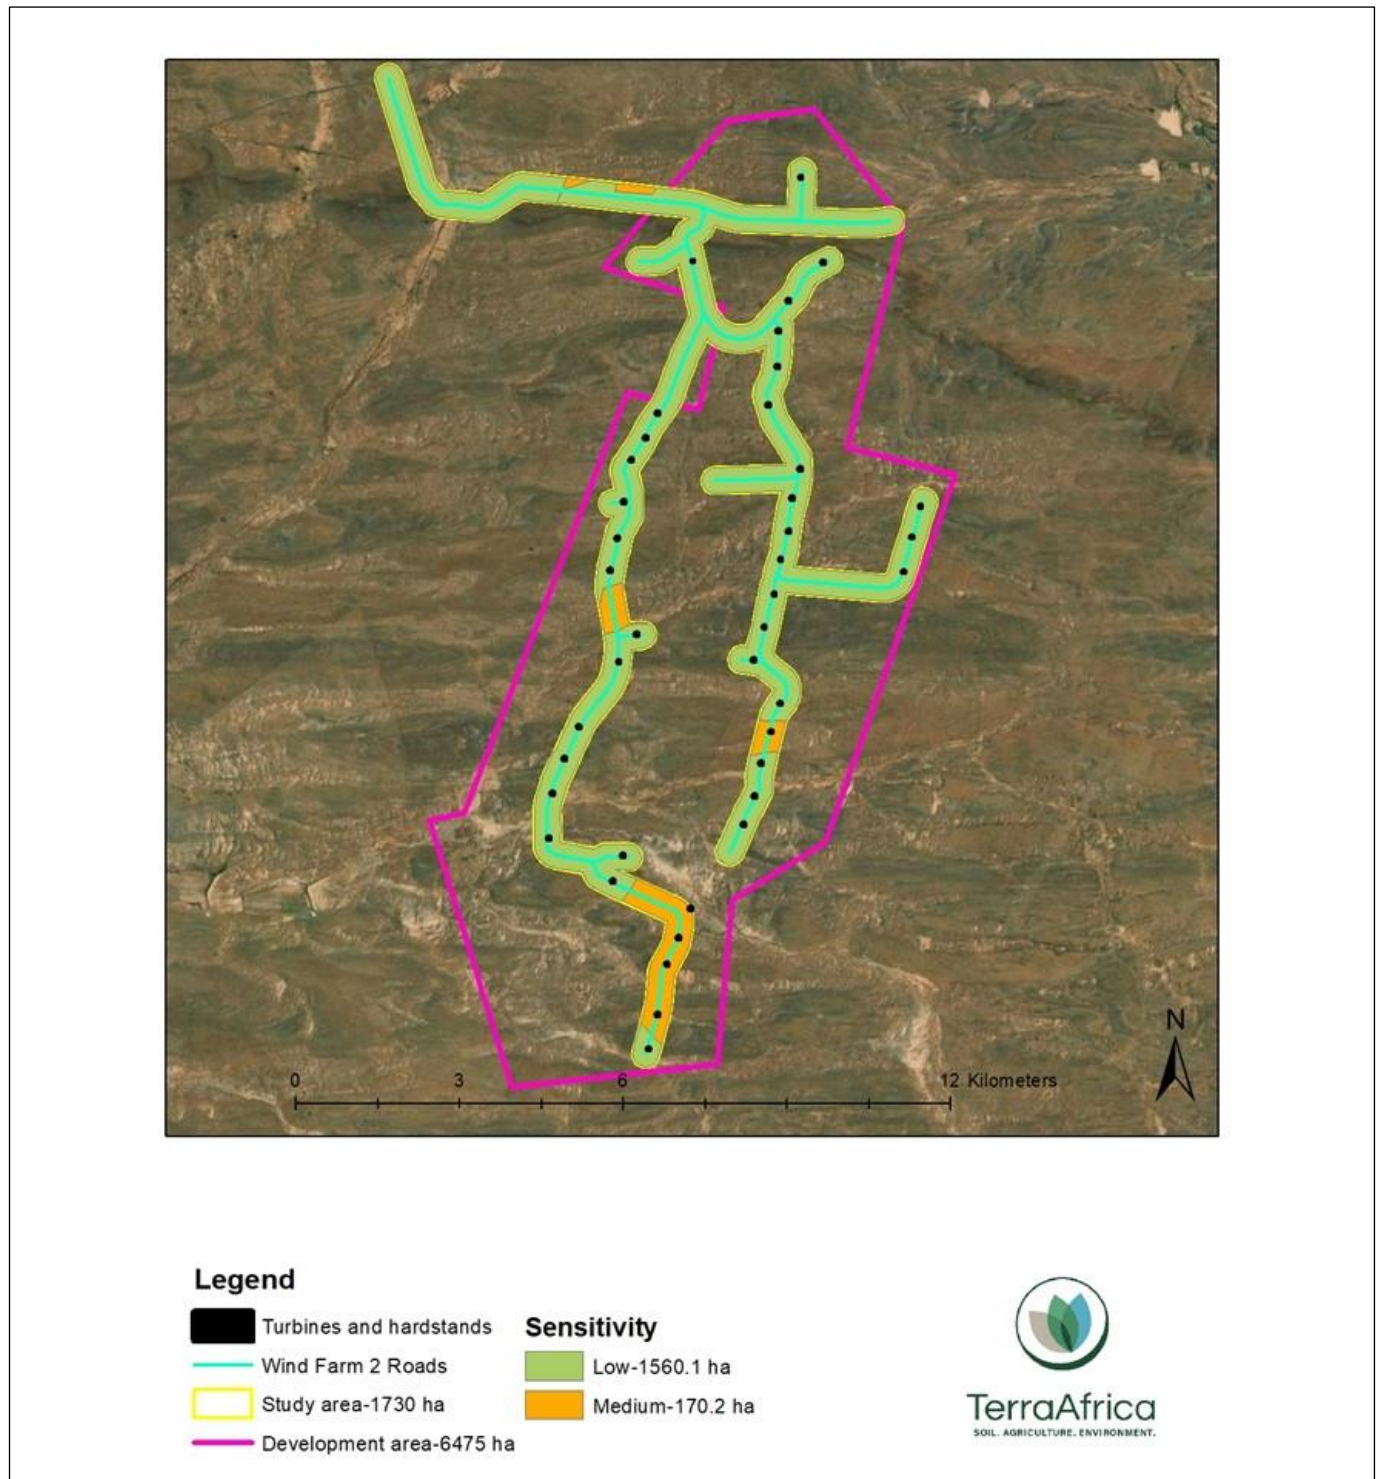 N
0 3 6 12 Kilometers
Legend
Turbines and hardstands
Wind Farm 2 Roads
Study area-1730 ha
Development area-6475 ha
Sensitivity
Low-1560.1 ha
Medium-170.2 ha
TerraAfrica
SOIL. AGRICULTURE. ENVIRONMENT.